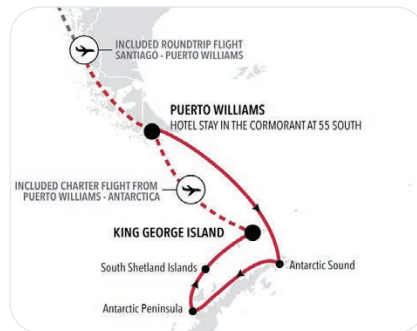 INCLUDED ROUNDTRIP FLIGHT
SANTIAGO - PUERTO WILLIAMS
PUERTO WILLIAMS
HOTEL STAY IN THE CORMORANT AT 55 SOUTH
INCLUDED CHARTER FLIGHT FROM
PUERTO WILLIAMS - ANTARCTICA
KING GEORGE ISLAND
South Shetland Islands
Antarctic Sound
Antarctic Peninsula